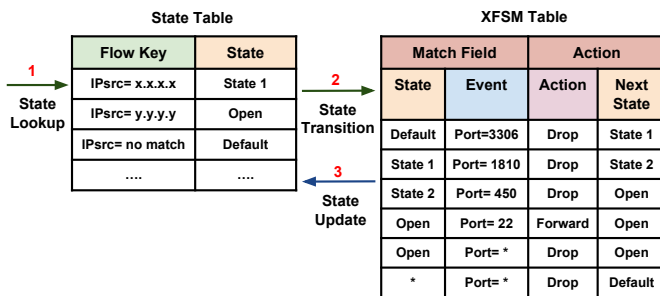 State Table
XFSM Table
Flow Key State
IPsrc= x.x.x.x State 1
IPsrc= y.y.y.y Open
IPsrc= no match Default
.... ....
1
State
Lookup
2
State
Transition
3
State
Update
Match Field Action
State Event Action Next State
Default Port=3306 Drop State 1
State 1 Port= 1810 Drop State 2
State 2 Port= 450 Drop Open
Open Port= 22 Forward Open
Open Port= * Drop Open
* Port= * Drop Default